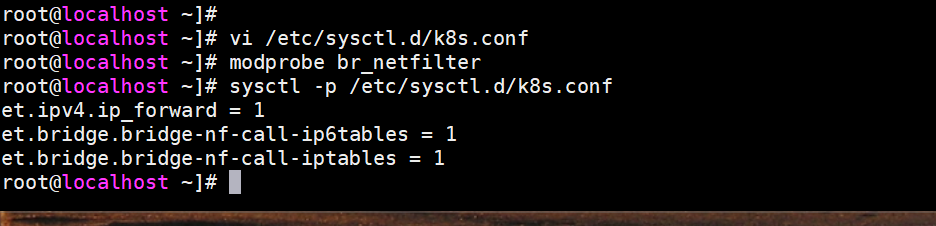 root@localhost ~]#
root@localhost ~]# vi /etc/sysctl.d/k8s.conf
root@localhost ~]# modprobe br_netfilter
root@localhost ~]# sysctl -p /etc/sysctl.d/k8s.conf
et.ipv4.ip_forward = 1
et.bridge.bridge-nf-call-ip6tables = 1
et.bridge.bridge-nf-call-iptables = 1
root@localhost ~]#